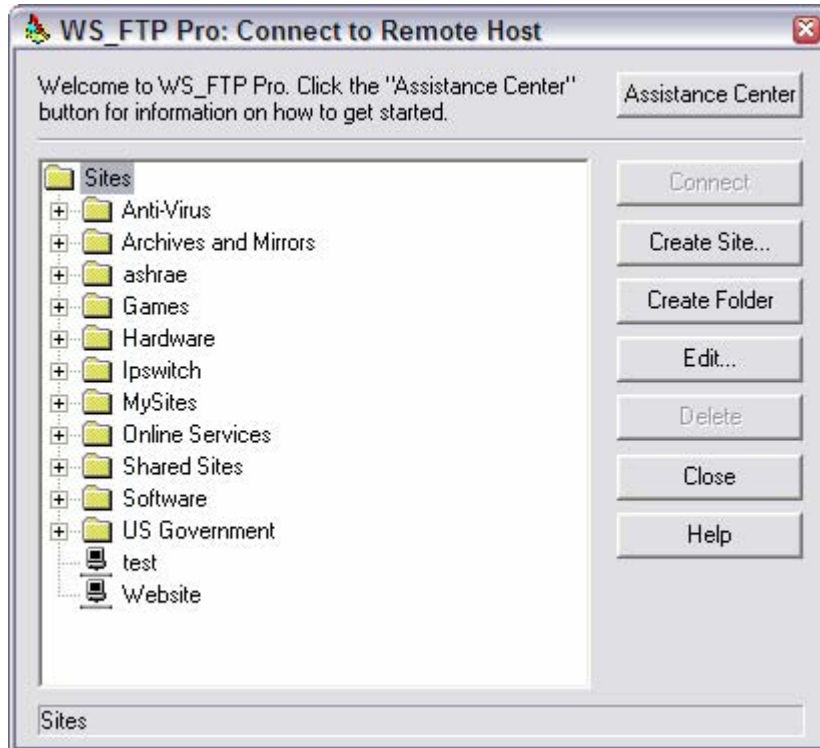 WS_FTP Pro: Connect to Remote Host
Welcome to WS_FTP Pro. Click the "Assistance Center"
button for information on how to get started.
Assistance Center
Sites
Anti-Virus
Archives and Mirrors
ashrae
Games
Hardware
Ipswitch
MySites
Online Services
Shared Sites
Software
US Government
test
Website
Connect
Create Site...
Create Folder
Edit...
Delete
Close
Help
Sites